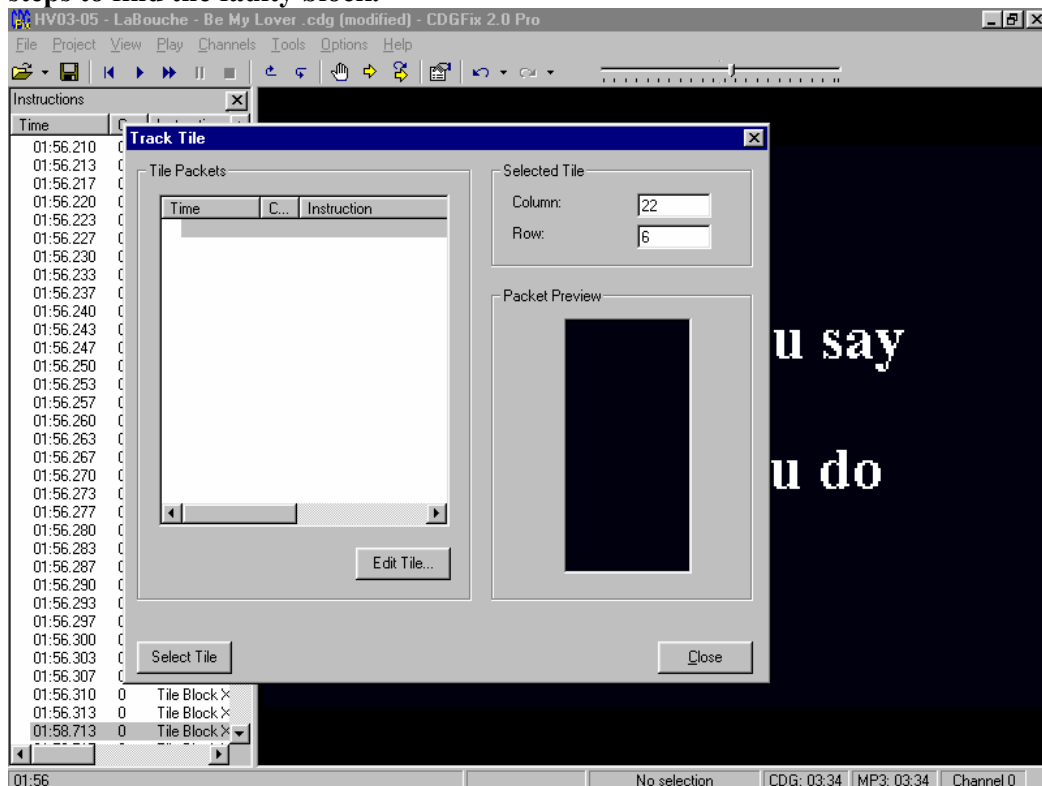 steps to find the faulty block.
HV03-05 - LaBouche - Be My Lover .cdg (modified) - CDGFix 2.0 Pro
File Project View Play Channels Tools Options Help
Instructions
Time
01:56.210
01:56.213
01:56.217
01:56.220
01:56.223
01:56.227
01:56.230
01:56.233
01:56.237
01:56.240
01:56.243
01:56.247
01:56.250
01:56.253
01:56.257
01:56.260
01:56.263
01:56.267
01:56.270
01:56.273
01:56.277
01:56.280
01:56.283
01:56.287
01:56.290
01:56.293
01:56.297
01:56.300
01:56.303
01:56.307
01:56.310 0 Tile Block X
01:56.313 0 Tile Block X
01:58.713 0 Tile Block X
Track Tile
Tile Packets
Time C... Instruction
Edit Tile...
Select Tile
Selected Tile
Column: 22
Row: 6
Packet Preview
Close
u say
u do
01:56 No selection CDG: 03:34 MP3: 03:34 Channel 0